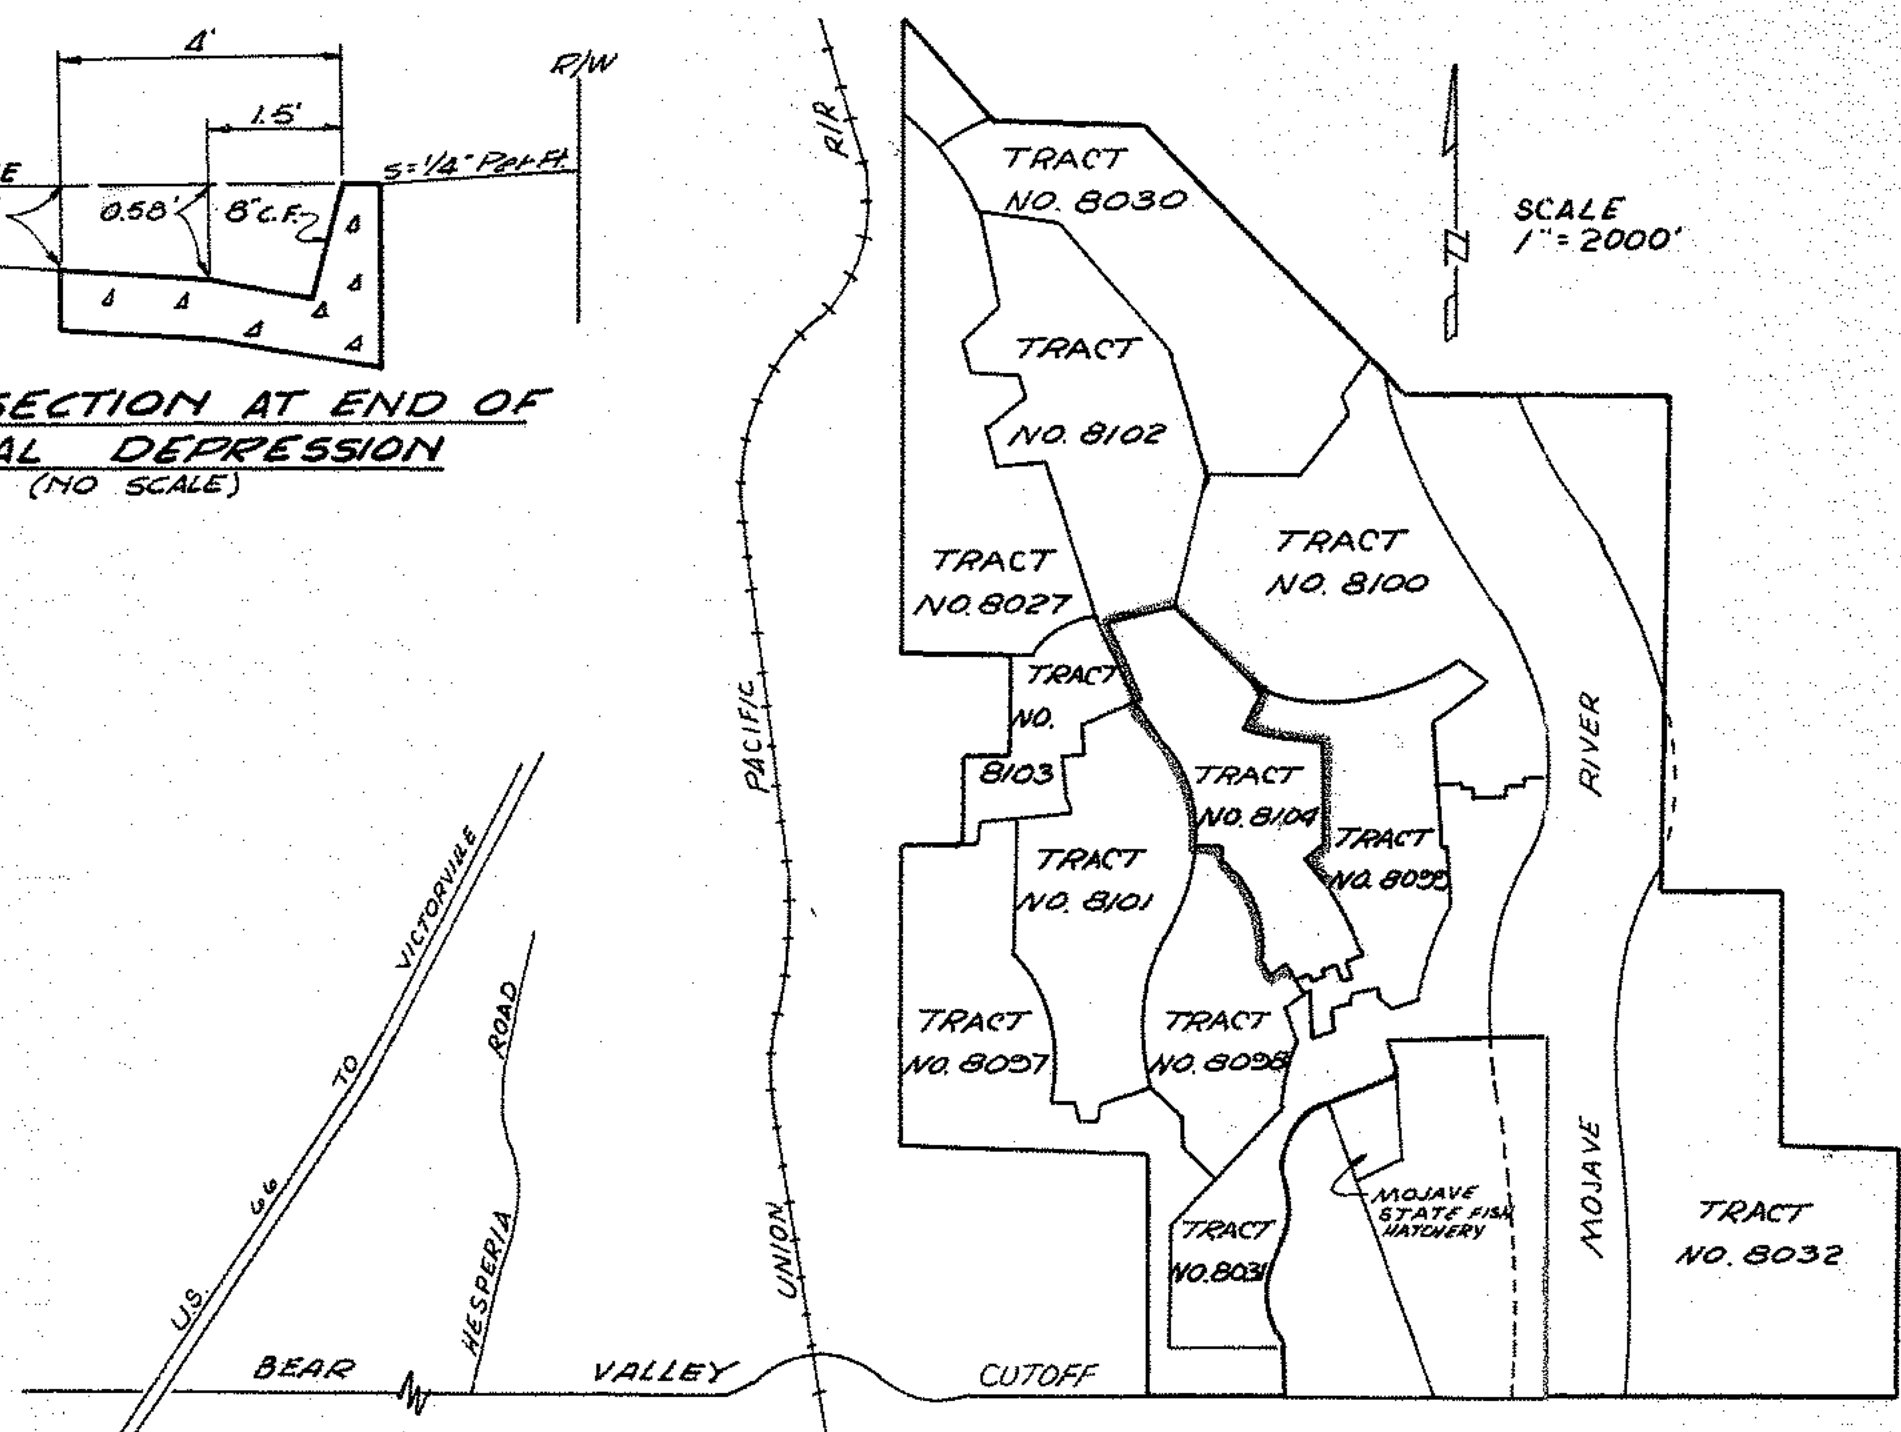 4'
1.5'
R/W
E
0.58'
8" C.F.
S=1/4" Per Ft.
SECTION AT END OF
AL DEPRESSION
(NO SCALE)
R/R
PACIFIC
UNION
SCALE
1"=2000'
TRACT
NO. 8030
TRACT
NO. 8102
TRACT
NO. 8100
TRACT
NO. 8027
TRACT
NO.
8103
TRACT
NO. 8104
TRACT
NO. 8099
TRACT
NO. 8101
TRACT
NO. 8097
TRACT
NO. 8098
TRACT
NO. 8031
MOJAVE
STATE FISH
HATCHERY
RIVER
MOJAVE
TRACT
NO. 8032
U.S. 66 TO VICTORVILLE
HESPERIA ROAD
BEAR VALLEY CUTOFF